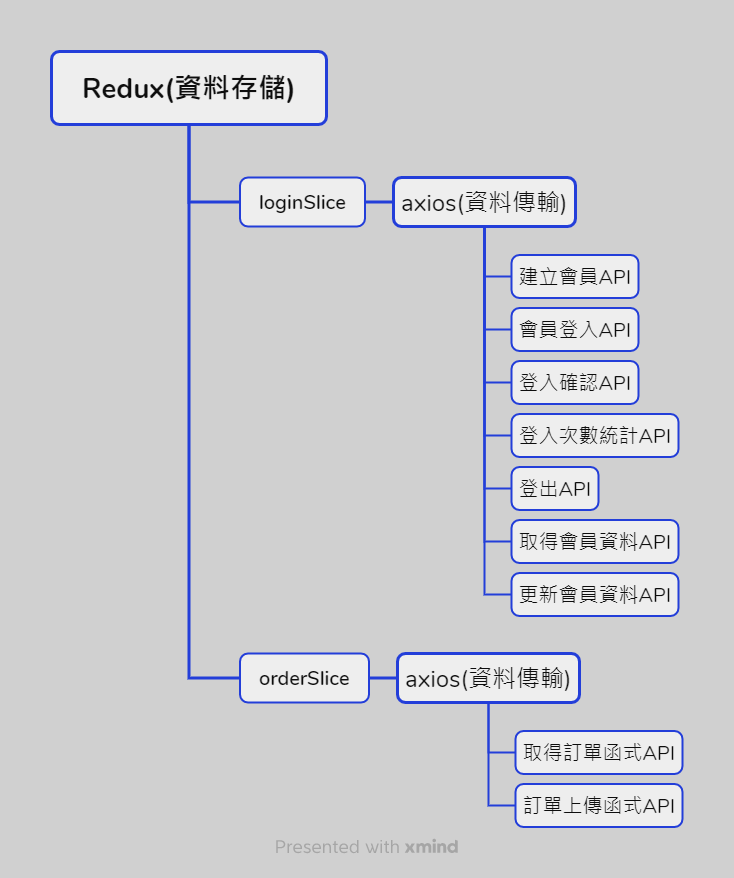 Redux(資料存儲)
loginSlice
axios(資料傳輸)
建立會員API
會員登入API
登入確認API
登入次數統計API
登出API
取得會員資料API
更新會員資料API
orderSlice
axios(資料傳輸)
取得訂單函式API
訂單上傳函式API
Presented with xmind